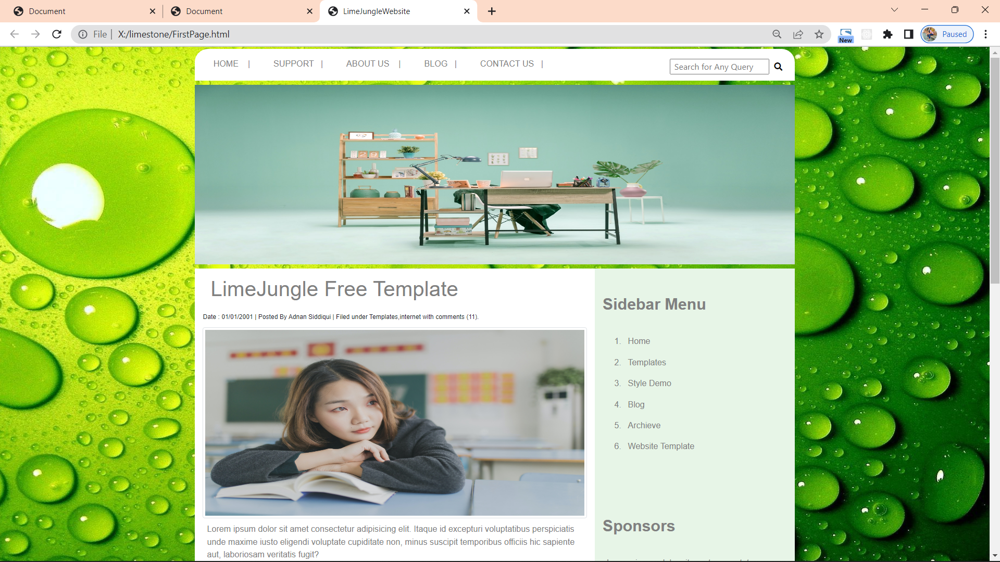 Document
Document
LimeJungleWebsite
File | X:/limestone/FirstPage.html
New
Paused
HOME | SUPPORT | ABOUT US | BLOG | CONTACT US |
Search for Any Query
29
LimeJungle Free Template
Date : 01/01/2001 | Posted By Adnan Siddiqui | Filed under Templates,internet with comments (11).
Sidebar Menu
1. Home
2. Templates
3. Style Demo
4. Blog
5. Archieve
6. Website Template
Sponsors
Lorem ipsum dolor sit amet consectetur adipisicing elit. Itaque id excepturi voluptatibus perspiciatis
unde maxime iusto eligendi voluptate cupiditate non, minus suscipit temporibus officiis hic sapiente
aut, laboriosam veritatis fugit?